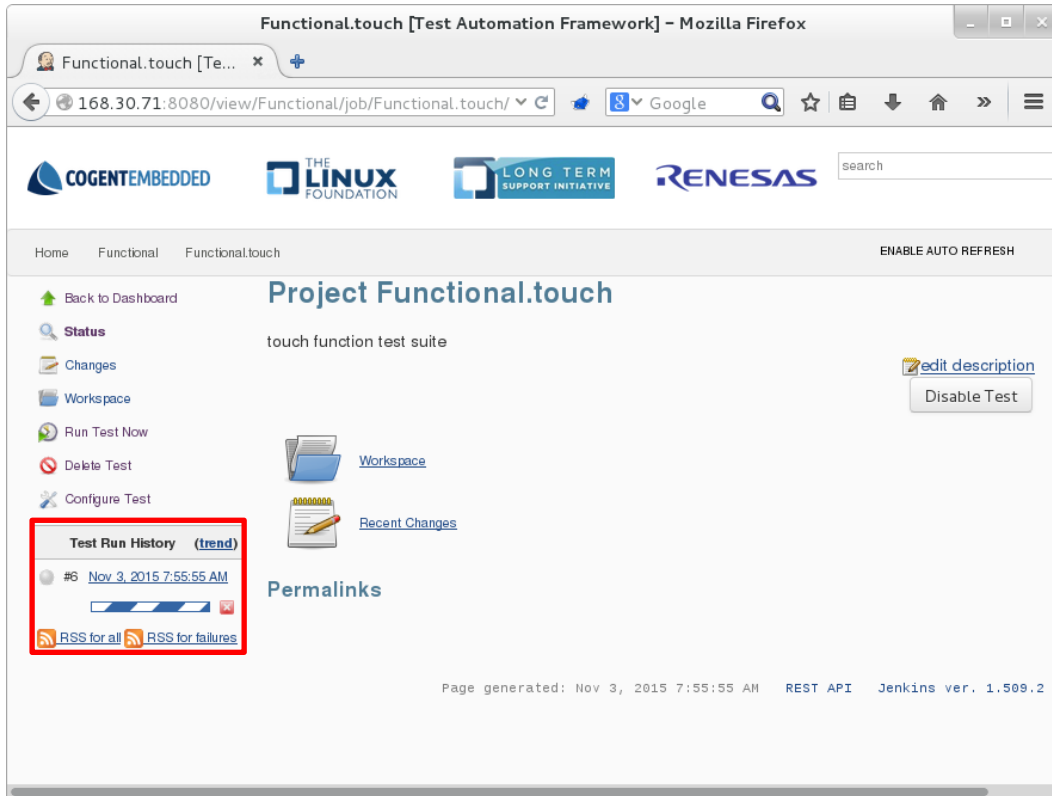 Functional.touch [Test Automation Framework] – Mozilla Firefox
Functional.touch [Te...
168.30.71:8080/view/Functional/job/Functional.touch/
Google
COGENTEMBEDDED
THE
LINUX
FOUNDATION
LONG TERM
SUPPORT INITIATIVE
RENESAS
search
Home Functional Functional.touch
ENABLE AUTO REFRESH
Back to Dashboard
Status
Changes
Workspace
Run Test Now
Delete Test
Configure Test
Test Run History (trend)
#6 Nov 3, 2015 7:55:55 AM
RSS for all RSS for failures
Project Functional.touch
touch function test suite
edit description
Disable Test
Workspace
Recent Changes
Permalinks
Page generated: Nov 3, 2015 7:55:55 AM REST API Jenkins ver. 1.509.2